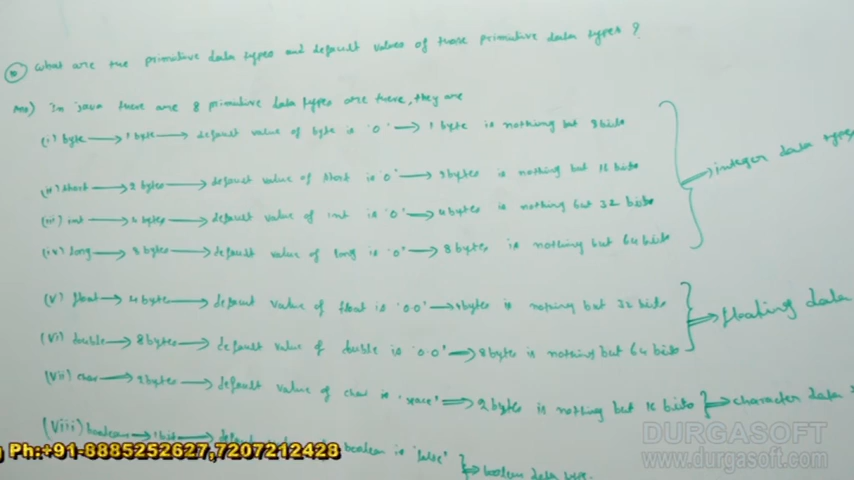 * What are the primitive data types and default values of those primitive data types ?
Ans) In java there are 8 primitive data types are there, they are
(i) byte → 1 byte → default value of byte is '0' → 1 byte is nothing but 8 bits
(ii) short → 2 bytes → default value of short is '0' → 2 bytes is nothing but 16 bits
(iii) int → 4 bytes → default value of int is '0' → 4 bytes is nothing but 32 bits
(iv) long → 8 bytes → default value of long is '0' → 8 bytes is nothing but 64 bits
⇒ integer data types
(v) float → 4 bytes → default value of float is '0.0' → 4 bytes is nothing but 32 bits
(vi) double → 8 bytes → default value of double is '0.0' → 8 bytes is nothing but 64 bits
⇒ floating data
(vii) char → 2 bytes → default value of char is 'space' ⇒ 2 bytes is nothing but 16 bits ⇒ character data
(viii) boolean → 1 bit → default boolean is 'false' ⇒ boolean data type.
Ph:+91-8885252627,7207212428
DURGASOFT
www.durgasoft.com